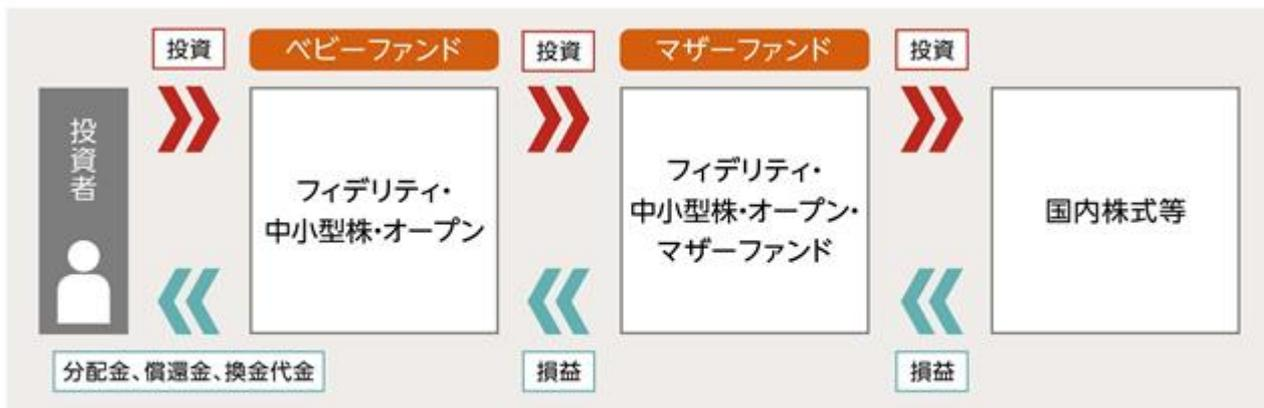 投資
ベビーファンド
投資
マザーファンド
投資
投資者
フィデリティ・
中小型株・オープン
フィデリティ・
中小型株・オープン・
マザーファンド
国内株式等
分配金、償還金、換金代金
損益
損益